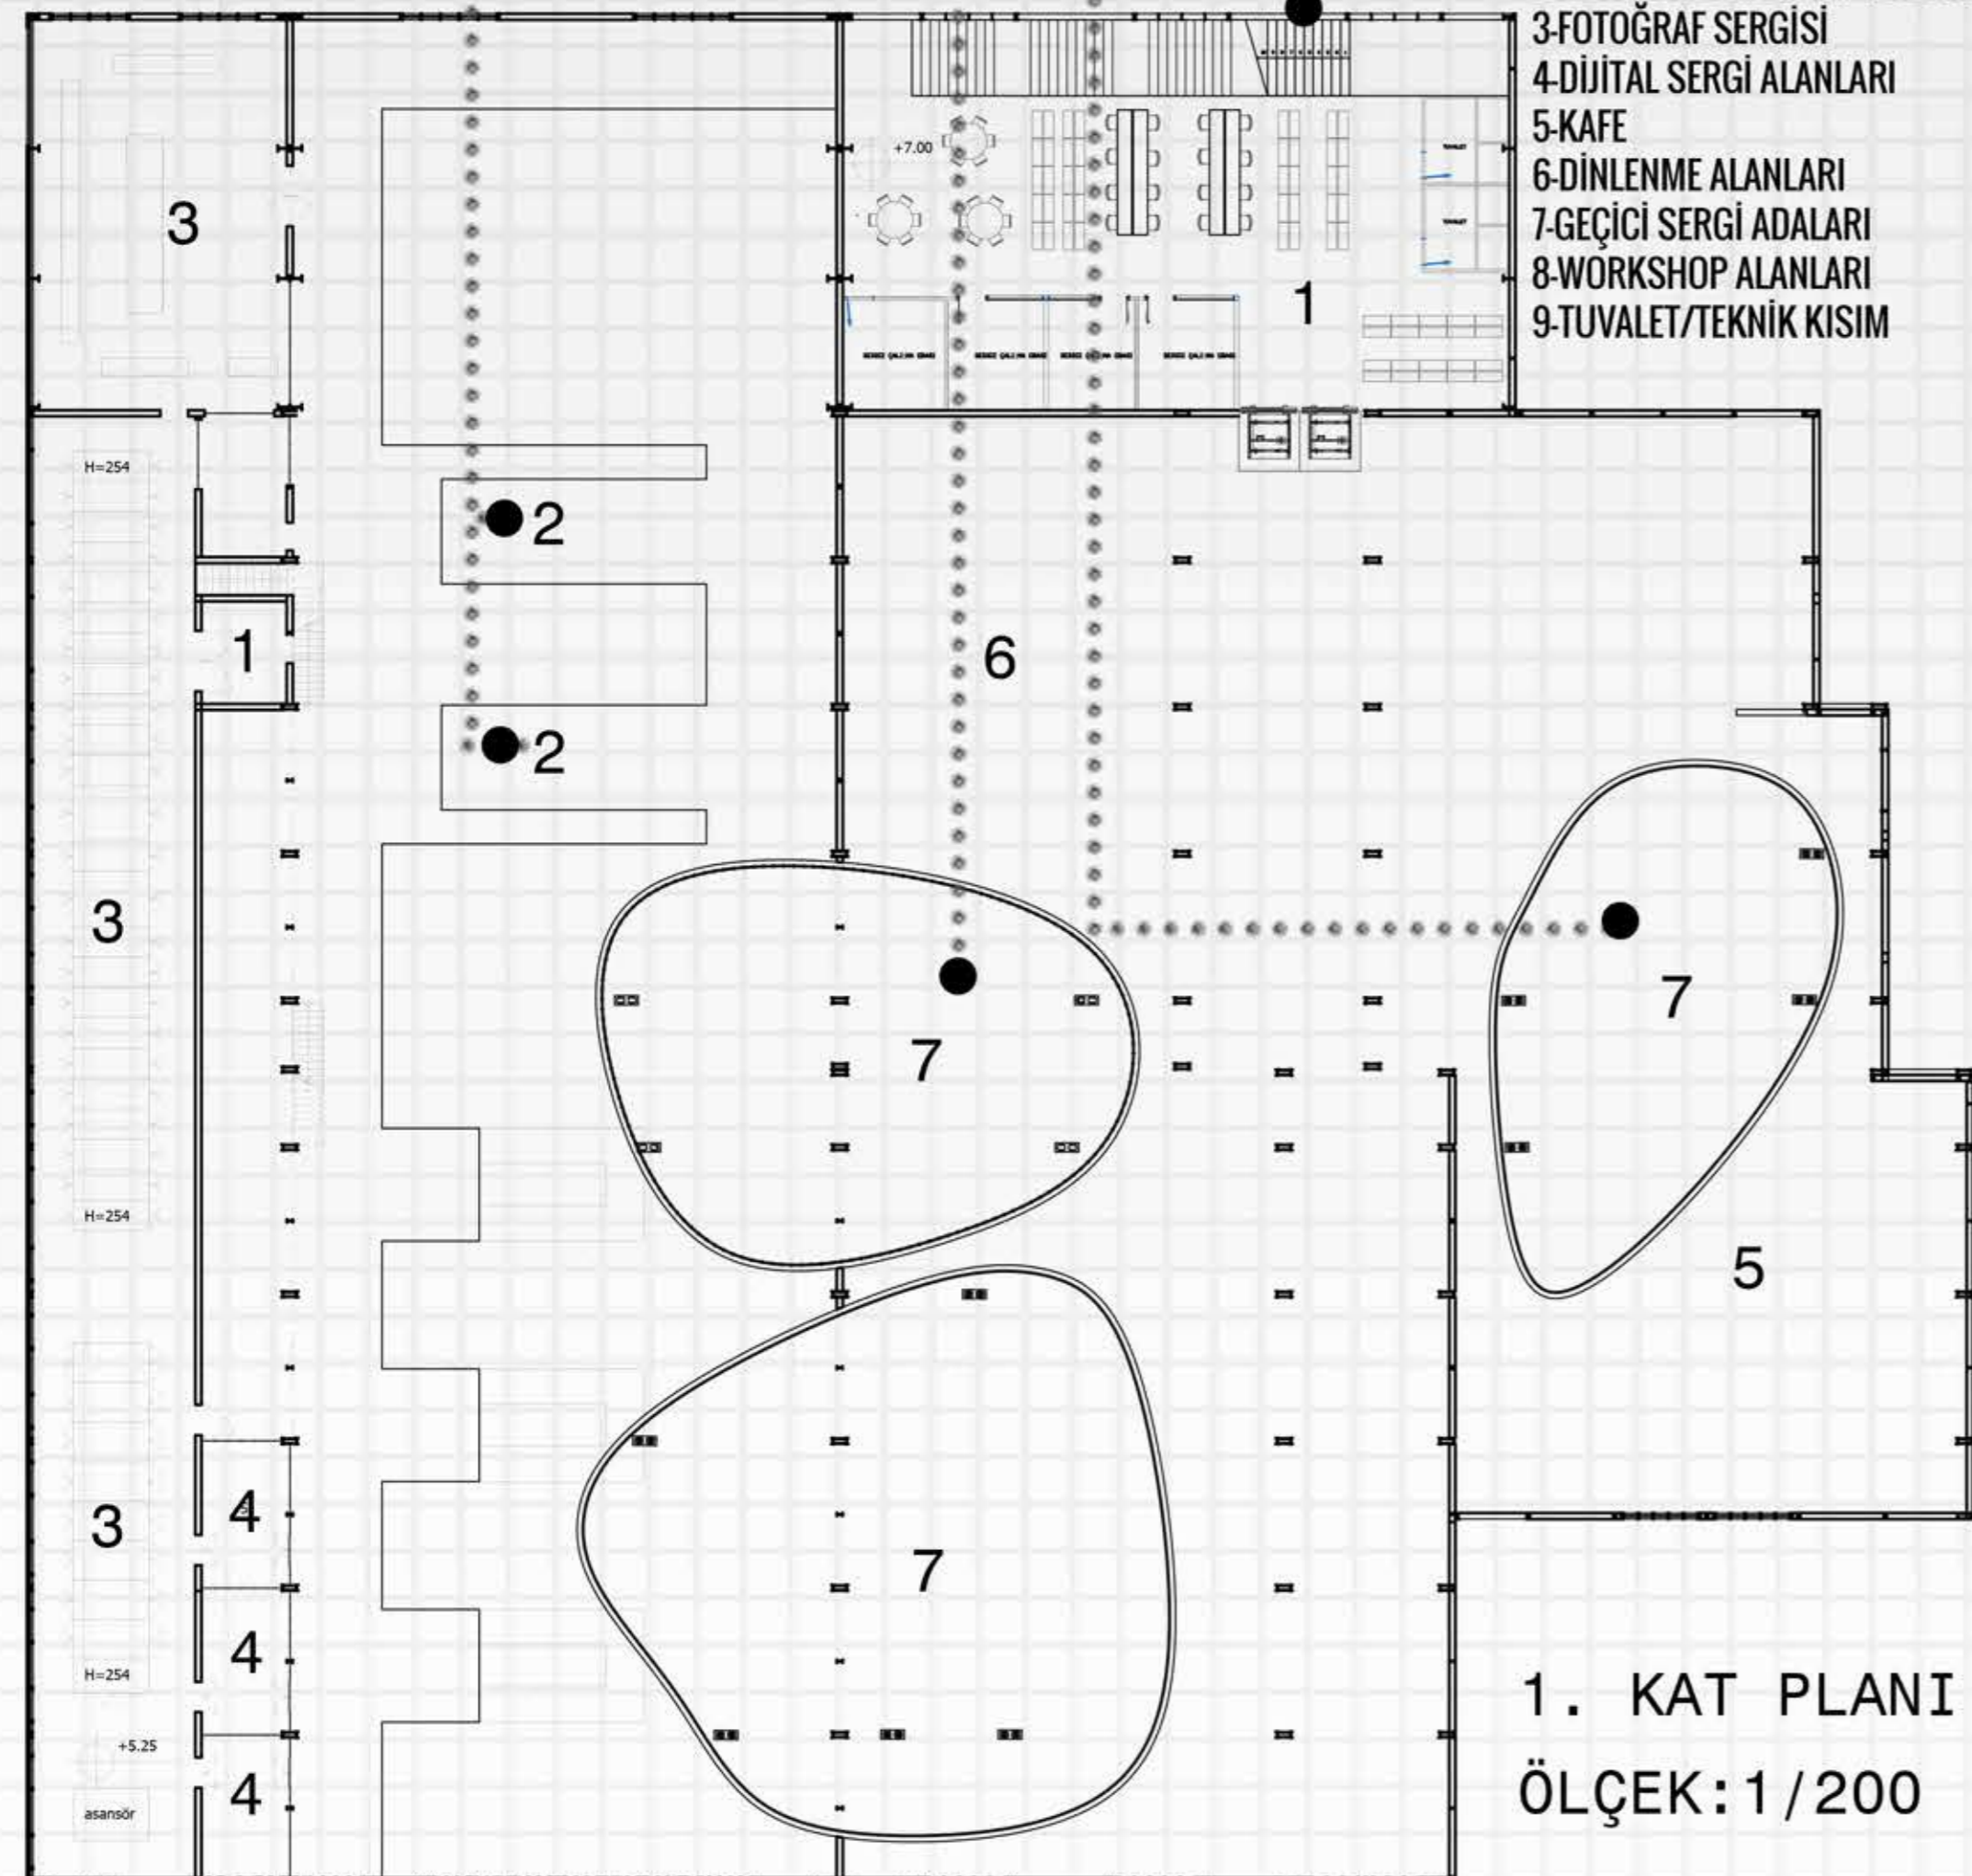 3-FOTOĞRAF SERGİSİ
4-DİJİTAL SERGİ ALANLARI
5-KAFE
6-DİNLENME ALANLARI
7-GEÇİCİ SERGİ ADALARI
8-WORKSHOP ALANLARI
9-TUVALET/TEKNİK KISIM
+7.00
TUVALET
3
TUVALET
1
H=254
2
1
6
2
3
7
7
H=254
5
3
4
7
4
H=254
+5.25
4
asansör
1. KAT PLANI
ÖLÇEK:1/200